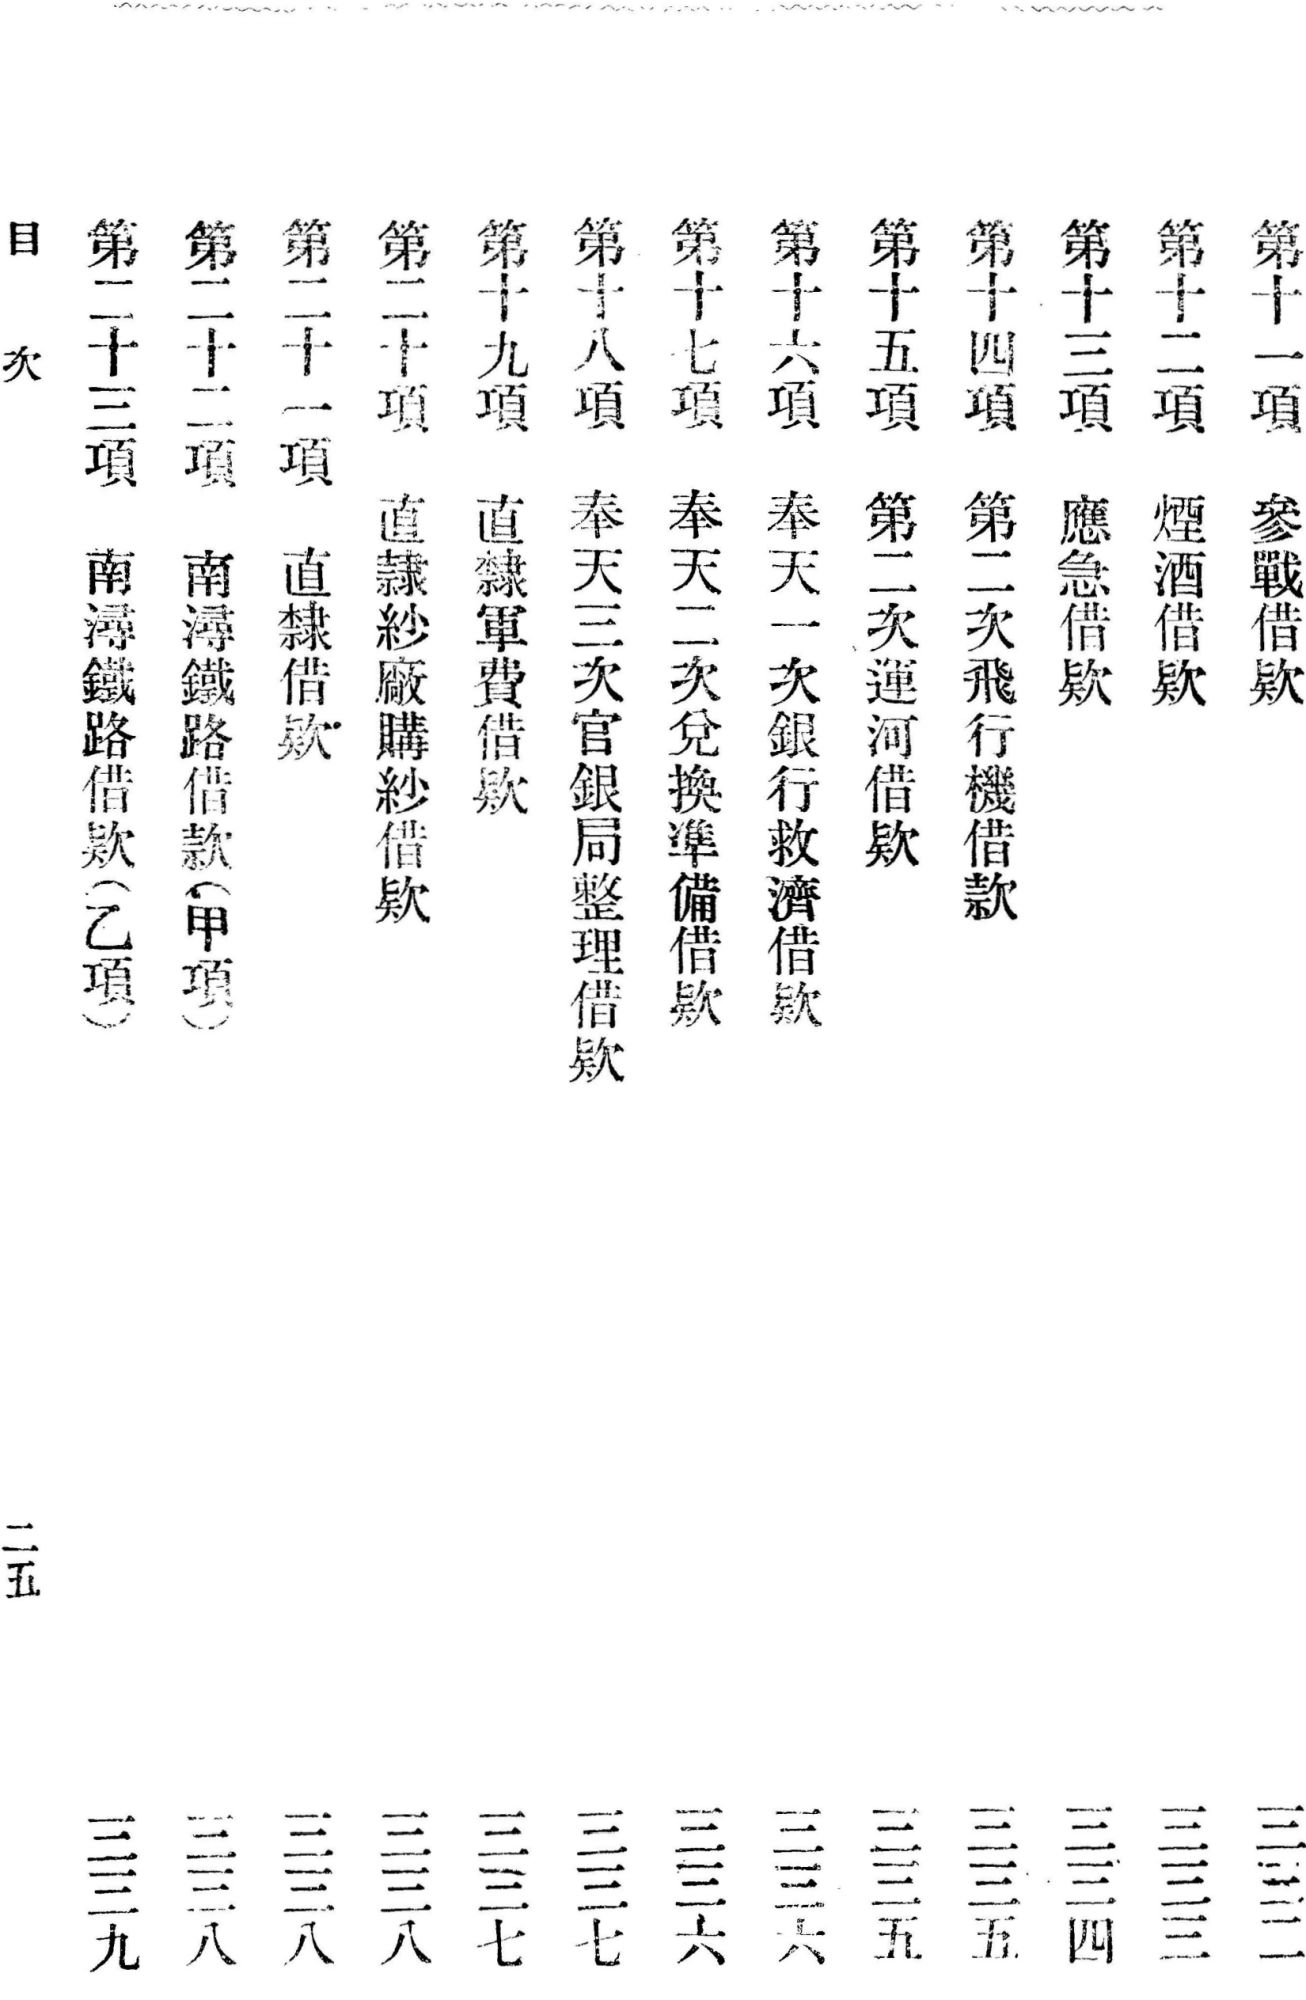 第十一項　參戰借欵　三三二
第十二項　煙酒借欵　三三三
第十三項　應急借欵　三三四
第十四項　第二次飛行機借款　三三五
第十五項　第二次運河借欵　三三五
第十六項　奉天一次銀行救濟借欵　三三六
第十七項　奉天二次兌換準備借欵　三三六
第十八項　奉天三次官銀局整理借欵　三三七
第十九項　直隸軍費借欵　三三七
第二十項　直隸紗廠購紗借欵　三三八
第二十一項　直隸借欵　三三八
第二十二項　南潯鐵路借款（甲項）　三三八
第二十三項　南潯鐵路借欵（乙項）　三三九
目　次　二五